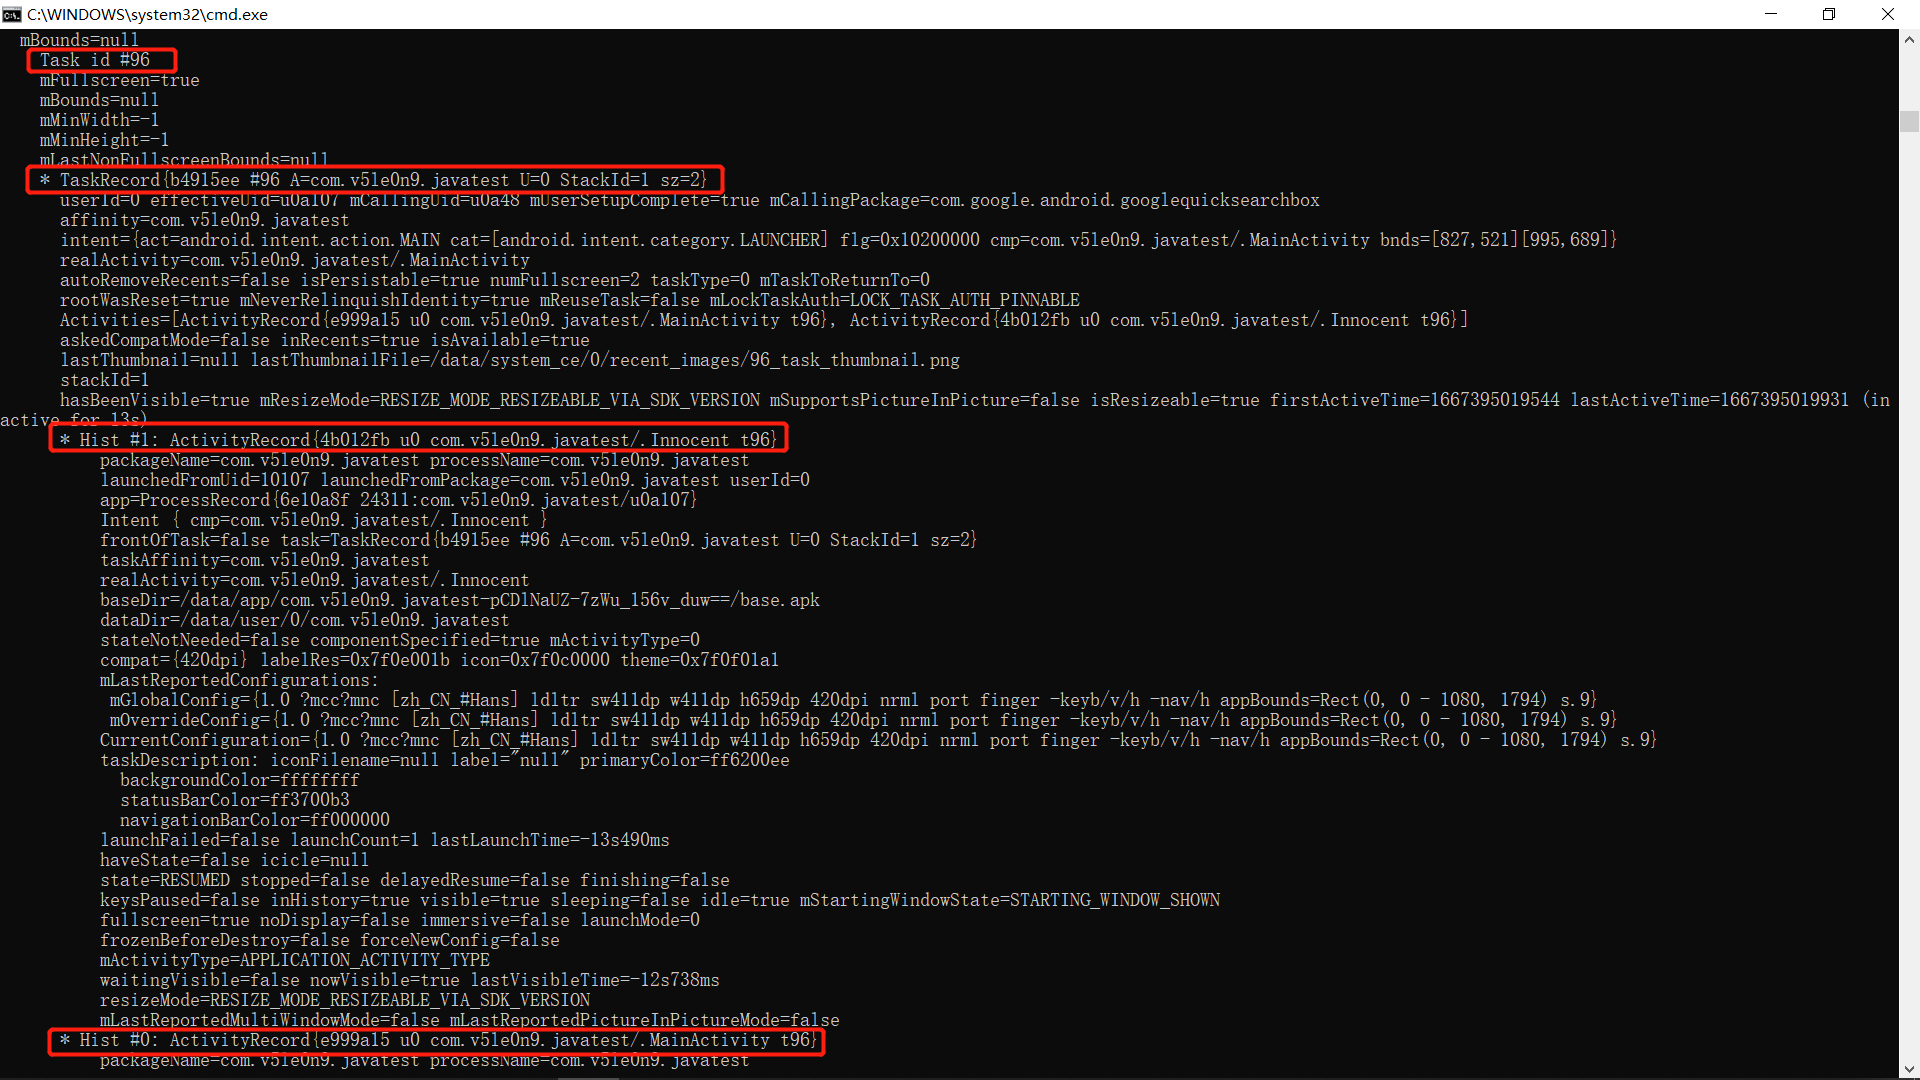 C:\WINDOWS\system32\cmd.exe
mBounds=null
Task id #96
mFullscreen=true
mBounds=null
mMinWidth=-1
mMinHeight=-1
mLastNonFullscreenBounds=null
* TaskRecord{b4915ee #96 A=com.v5le0n9.javatest U=0 StackId=1 sz=2}
userId=0 effectiveUid=u0a107 mCallingUid=u0a48 mUserSetupComplete=true mCallingPackage=com.google.android.googlequicksearchbox
affinity=com.v5le0n9.javatest
intent={act=android.intent.action.MAIN cat=[android.intent.category.LAUNCHER] flg=0x10200000 cmp=com.v5le0n9.javatest/.MainActivity bnds=[827,521][995,689]}
realActivity=com.v5le0n9.javatest/.MainActivity
autoRemoveRecents=false isPersistable=true numFullscreen=2 taskType=0 mTaskToReturnTo=0
rootWasReset=true mNeverRelinquishIdentity=true mReuseTask=false mLockTaskAuth=LOCK_TASK_AUTH_PINNABLE
Activities=[ActivityRecord{e999a15 u0 com.v5le0n9.javatest/.MainActivity t96}, ActivityRecord{4b012fb u0 com.v5le0n9.javatest/.Innocent t96}]
askedCompatMode=false inRecents=true isAvailable=true
lastThumbnail=null lastThumbnailFile=/data/system_ce/0/recent_images/96_task_thumbnail.png
stackId=1
hasBeenVisible=true mResizeMode=RESIZE_MODE_RESIZEABLE_VIA_SDK_VERSION mSupportsPictureInPicture=false isResizeable=true firstActiveTime=1667395019544 lastActiveTime=1667395019931 (in
active for 13s)
* Hist #1: ActivityRecord{4b012fb u0 com.v5le0n9.javatest/.Innocent t96}
packageName=com.v5le0n9.javatest processName=com.v5le0n9.javatest
launchedFromUid=10107 launchedFromPackage=com.v5le0n9.javatest userId=0
app=ProcessRecord{6e10a8f 24311:com.v5le0n9.javatest/u0a107}
Intent { cmp=com.v5le0n9.javatest/.Innocent }
frontOfTask=false task=TaskRecord{b4915ee #96 A=com.v5le0n9.javatest U=0 StackId=1 sz=2}
taskAffinity=com.v5le0n9.javatest
realActivity=com.v5le0n9.javatest/.Innocent
baseDir=/data/app/com.v5le0n9.javatest-pCDlNaUZ-7zWu_l56v_duw==/base.apk
dataDir=/data/user/0/com.v5le0n9.javatest
stateNotNeeded=false componentSpecified=true mActivityType=0
compat={420dpi} labelRes=0x7f0e001b icon=0x7f0c0000 theme=0x7f0f01a1
mLastReportedConfigurations:
mGlobalConfig={1.0 ?mcc?mnc [zh_CN_#Hans] ldltr sw411dp w411dp h659dp 420dpi nrml port finger -keyb/v/h -nav/h appBounds=Rect(0, 0 - 1080, 1794) s.9}
mOverrideConfig={1.0 ?mcc?mnc [zh_CN_#Hans] ldltr sw411dp w411dp h659dp 420dpi nrml port finger -keyb/v/h -nav/h appBounds=Rect(0, 0 - 1080, 1794) s.9}
CurrentConfiguration={1.0 ?mcc?mnc [zh_CN_#Hans] ldltr sw411dp w411dp h659dp 420dpi nrml port finger -keyb/v/h -nav/h appBounds=Rect(0, 0 - 1080, 1794) s.9}
taskDescription: iconFilename=null label="null" primaryColor=ff6200ee
backgroundColor=ffffffff
statusBarColor=ff3700b3
navigationBarColor=ff000000
launchFailed=false launchCount=1 lastLaunchTime=-13s490ms
haveState=false icicle=null
state=RESUMED stopped=false delayedResume=false finishing=false
keysPaused=false inHistory=true visible=true sleeping=false idle=true mStartingWindowState=STARTING_WINDOW_SHOWN
fullscreen=true noDisplay=false immersive=false launchMode=0
frozenBeforeDestroy=false forceNewConfig=false
mActivityType=APPLICATION_ACTIVITY_TYPE
waitingVisible=false nowVisible=true lastVisibleTime=-12s738ms
resizeMode=RESIZE_MODE_RESIZEABLE_VIA_SDK_VERSION
mLastReportedMultiWindowMode=false mLastReportedPictureInPictureMode=false
* Hist #0: ActivityRecord{e999a15 u0 com.v5le0n9.javatest/.MainActivity t96}
packageName=com.v5le0n9.javatest processName=com.v5le0n9.javatest